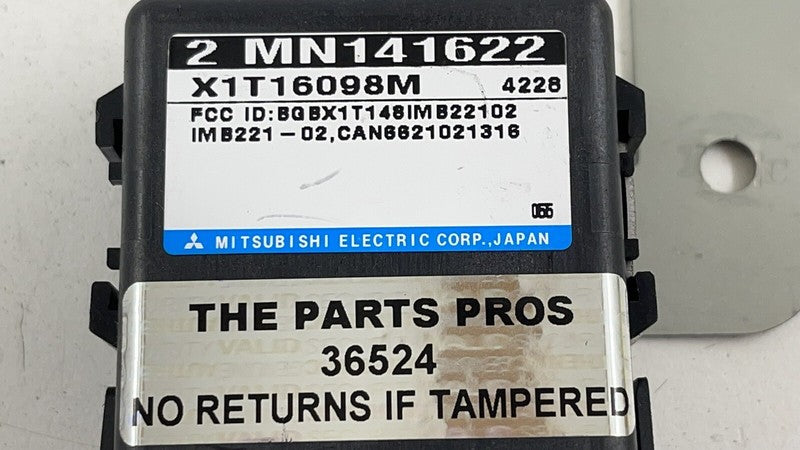 2 MN141622
X1T16098M 4228
FCC ID:BGBX1T148IMB22102
IMB221-02,CAN6621021316
055
MITSUBISHI ELECTRIC CORP.,JAPAN
THE PARTS PROS
36524
NO RETURNS IF TAMPERED